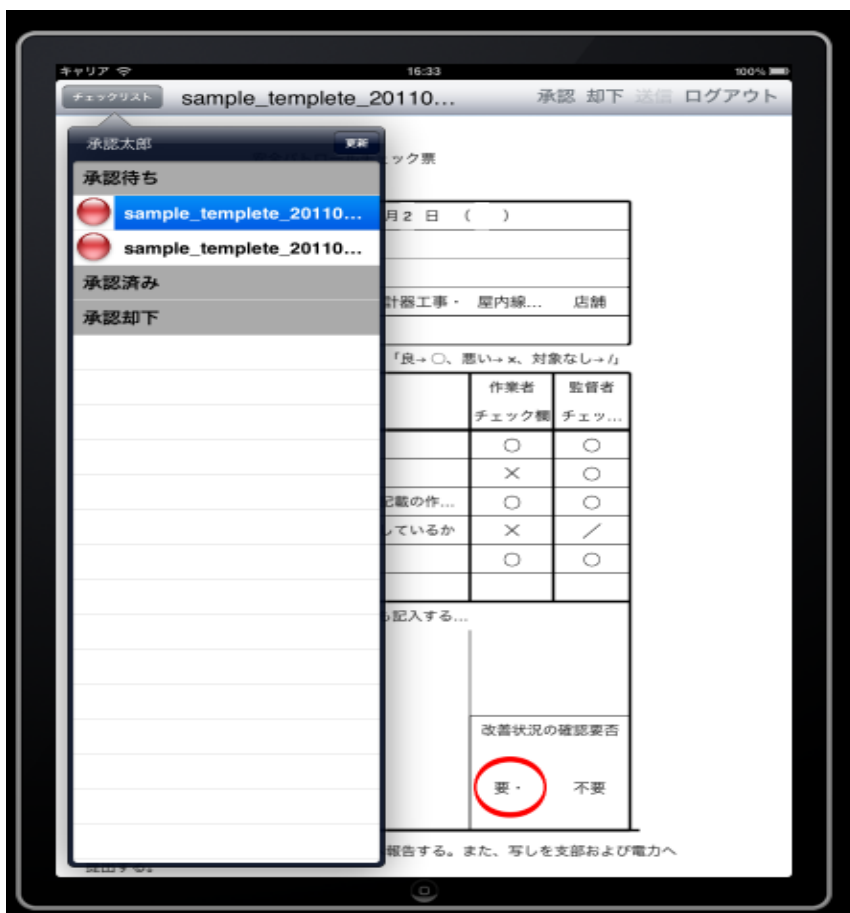 キャリア 16:33 100%
チェックリスト sample_templete_20110... 承認 却下 送信 ログアウト
承認太郎 更新
ック票
承認待ち
sample_templete_20110...
月2 日 ( )
sample_templete_20110...
承認済み
計器工事・ 屋内線... 店舗
承認却下
「良→○、悪い→×、対象なし→/」
作業者 監督者
チェック欄 チェッ...
○ ○
× ○
記載の作... ○ ○
しているか × /
○ ○
記入する...
改善状況の確認要否
要・ 不要
報告する。また、写しを支部および電力へ